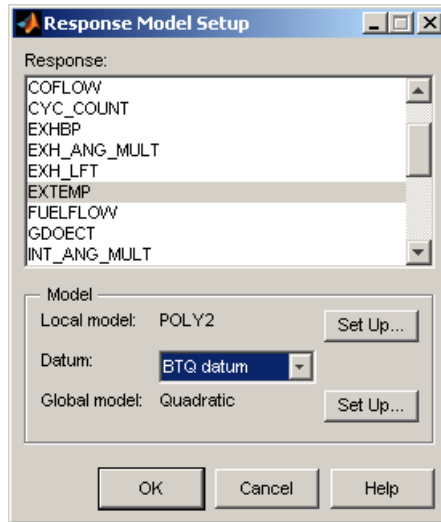 Response Model Setup
Response:
COFLOW
CYC_COUNT
EXHBP
EXH_ANG_MULT
EXH_LFT
EXTEMP
FUELFLOW
GDOECT
INT_ANG_MULT
Model
Local model: POLY2 Set Up...
Datum: BTQ datum
Global model: Quadratic Set Up...
OK Cancel Help